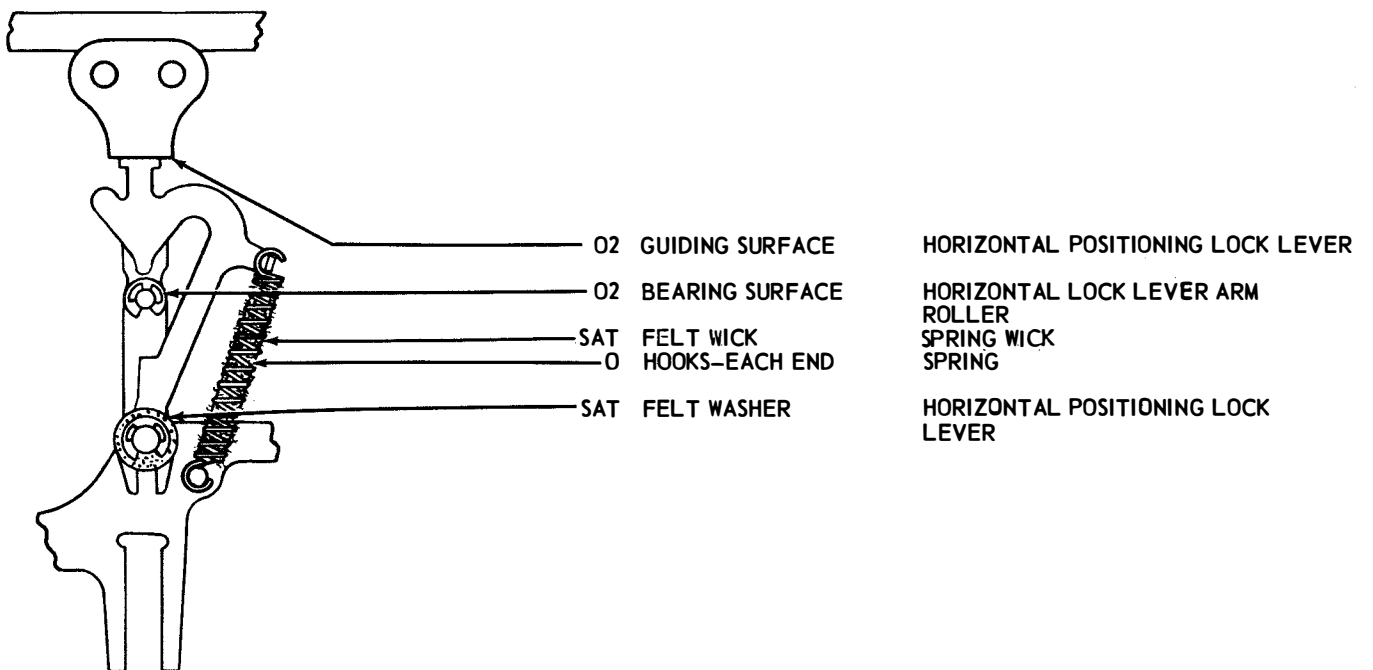 O2 GUIDING SURFACE HORIZONTAL POSITIONING LOCK LEVER
O2 BEARING SURFACE HORIZONTAL LOCK LEVER ARM
ROLLER
SAT FELT WICK SPRING WICK
O HOOKS–EACH END SPRING
SAT FELT WASHER HORIZONTAL POSITIONING LOCK
LEVER